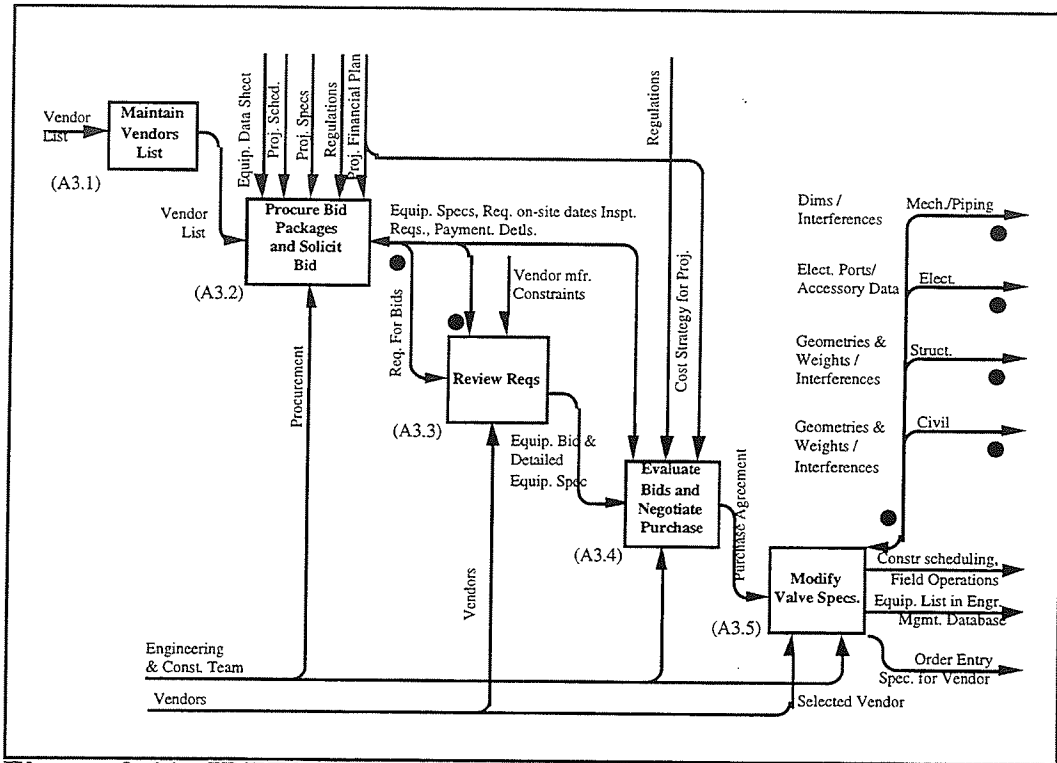 Vendor
List
Maintain
Vendors
List
(A3.1)
Vendor
List
Equip. Data Sheet
Proj. Sched.
Proj. Specs
Regulations
Proj. Financial Plan
Procure Bid
Packages
and Solicit
Bid
(A3.2)
Equip. Specs, Req. on-site dates Inspt.
Reqs., Payment. Detls.
Req. For Bids
Vendor mfr.
Constraints
Review Reqs
(A3.3)
Procurement
Equip. Bid &
Detailed
Equip. Spec
Vendors
Regulations
Cost Strategy for Proj.
Evaluate
Bids and
Negotiate
Purchase
(A3.4)
Purchase Agreement
Modify
Valve Specs.
(A3.5)
Dims /
Interferences
Mech./Piping
Elect. Ports/
Accessory Data
Elect.
Geometries &
Weights /
Interferences
Struct.
Geometries &
Weights /
Interferences
Civil
Constr scheduling,
Field Operations
Equip. List in Engr.
Mgmt. Database
Order Entry
Spec. for Vendor
Engineering
& Const. Team
Vendors
Selected Vendor